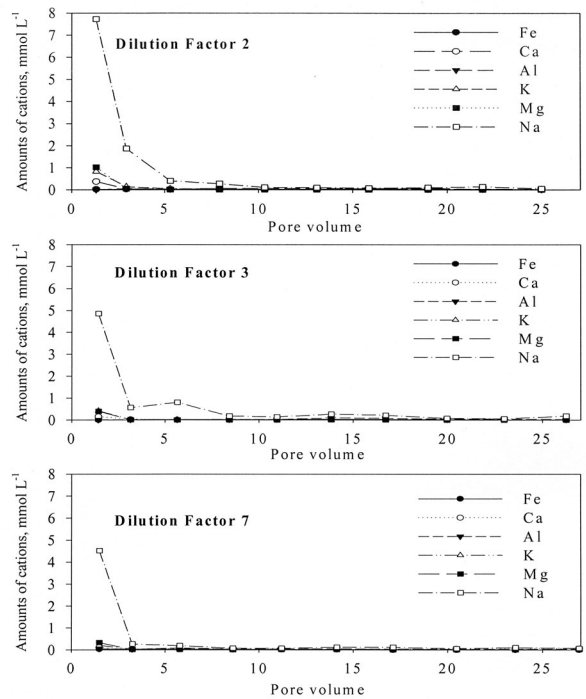 Amounts of cations, mmol L-1
8
7
6
5
4
3
2
1
0
Dilution Factor 2
Fe
Ca
Al
K
Mg
Na
0 5 10 15 20 25
Pore volume
Amounts of cations, mmol L-1
8
7
6
5
4
3
2
1
0
Dilution Factor 3
Fe
Ca
Al
K
Mg
Na
0 5 10 15 20 25
Pore volume
Amounts of cations, mmol L-1
8
7
6
5
4
3
2
1
0
Dilution Factor 7
Fe
Ca
Al
K
Mg
Na
0 5 10 15 20 25
Pore volume